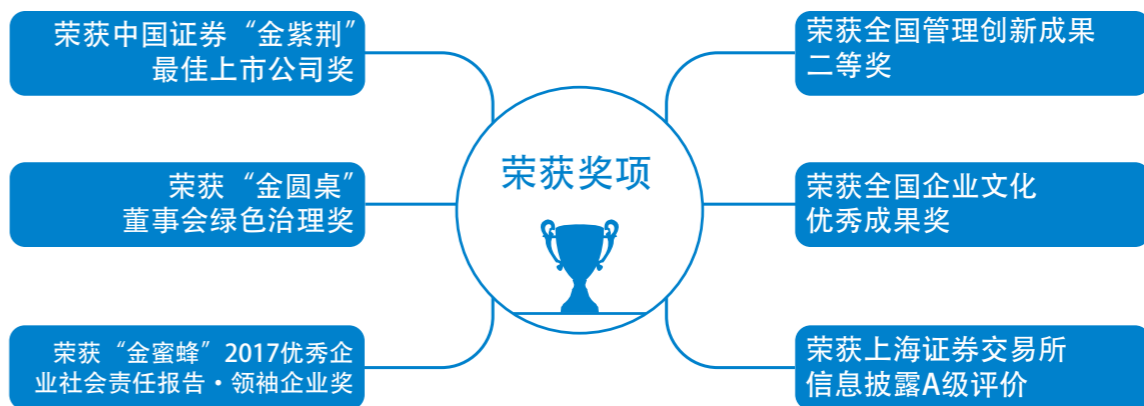 荣获中国证券“金紫荆”
最佳上市公司奖
荣获“金圆桌”
董事会绿色治理奖
荣获“金蜜蜂”2017优秀企
业社会责任报告·领袖企业奖
荣获奖项
荣获全国管理创新成果
二等奖
荣获全国企业文化
优秀成果奖
荣获上海证券交易所
信息披露A级评价